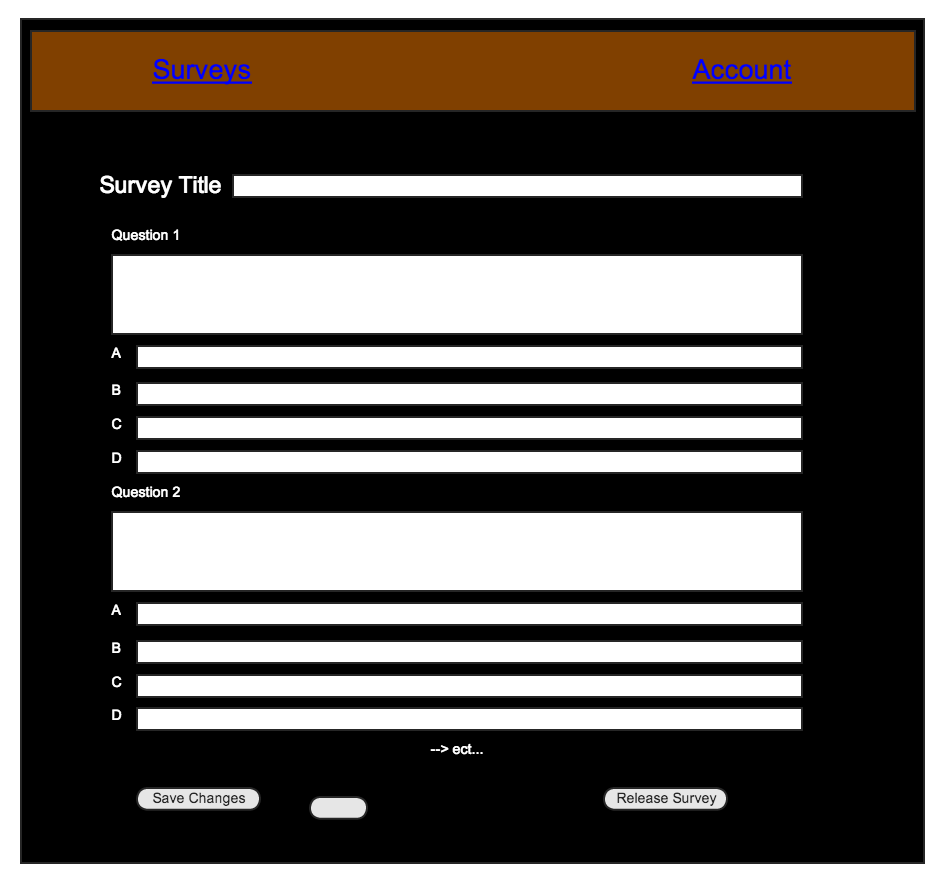 Surveys Account
Survey Title
Question 1
A
B
C
D
Question 2
A
B
C
D
--> ect...
Save Changes Release Survey